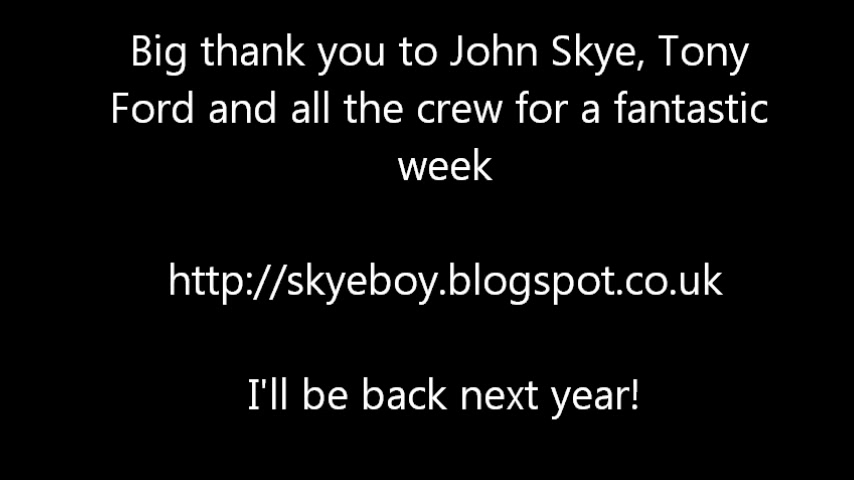 Big thank you to John Skye, Tony
Ford and all the crew for a fantastic
week
http://skyeboy.blogspot.co.uk
I'll be back next year!